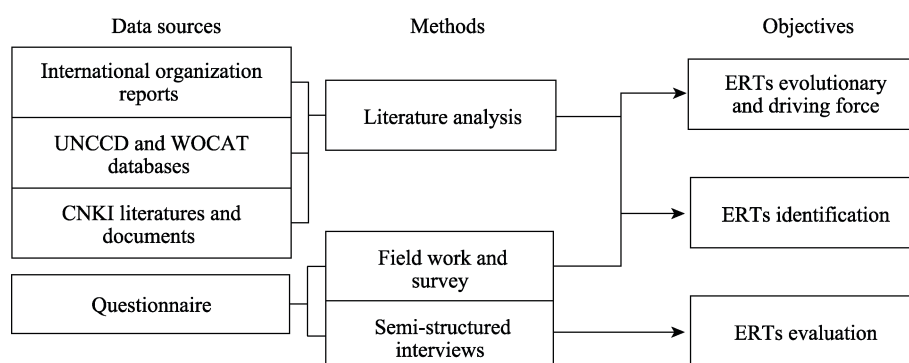 Data sources
Methods
Objectives
International organization
reports
UNCCD and WOCAT
databases
CNKI literatures and
documents
Questionnaire
Literature analysis
Field work and
survey
Semi-structured
interviews
ERTs evolutionary
and driving force
ERTs identification
ERTs evaluation